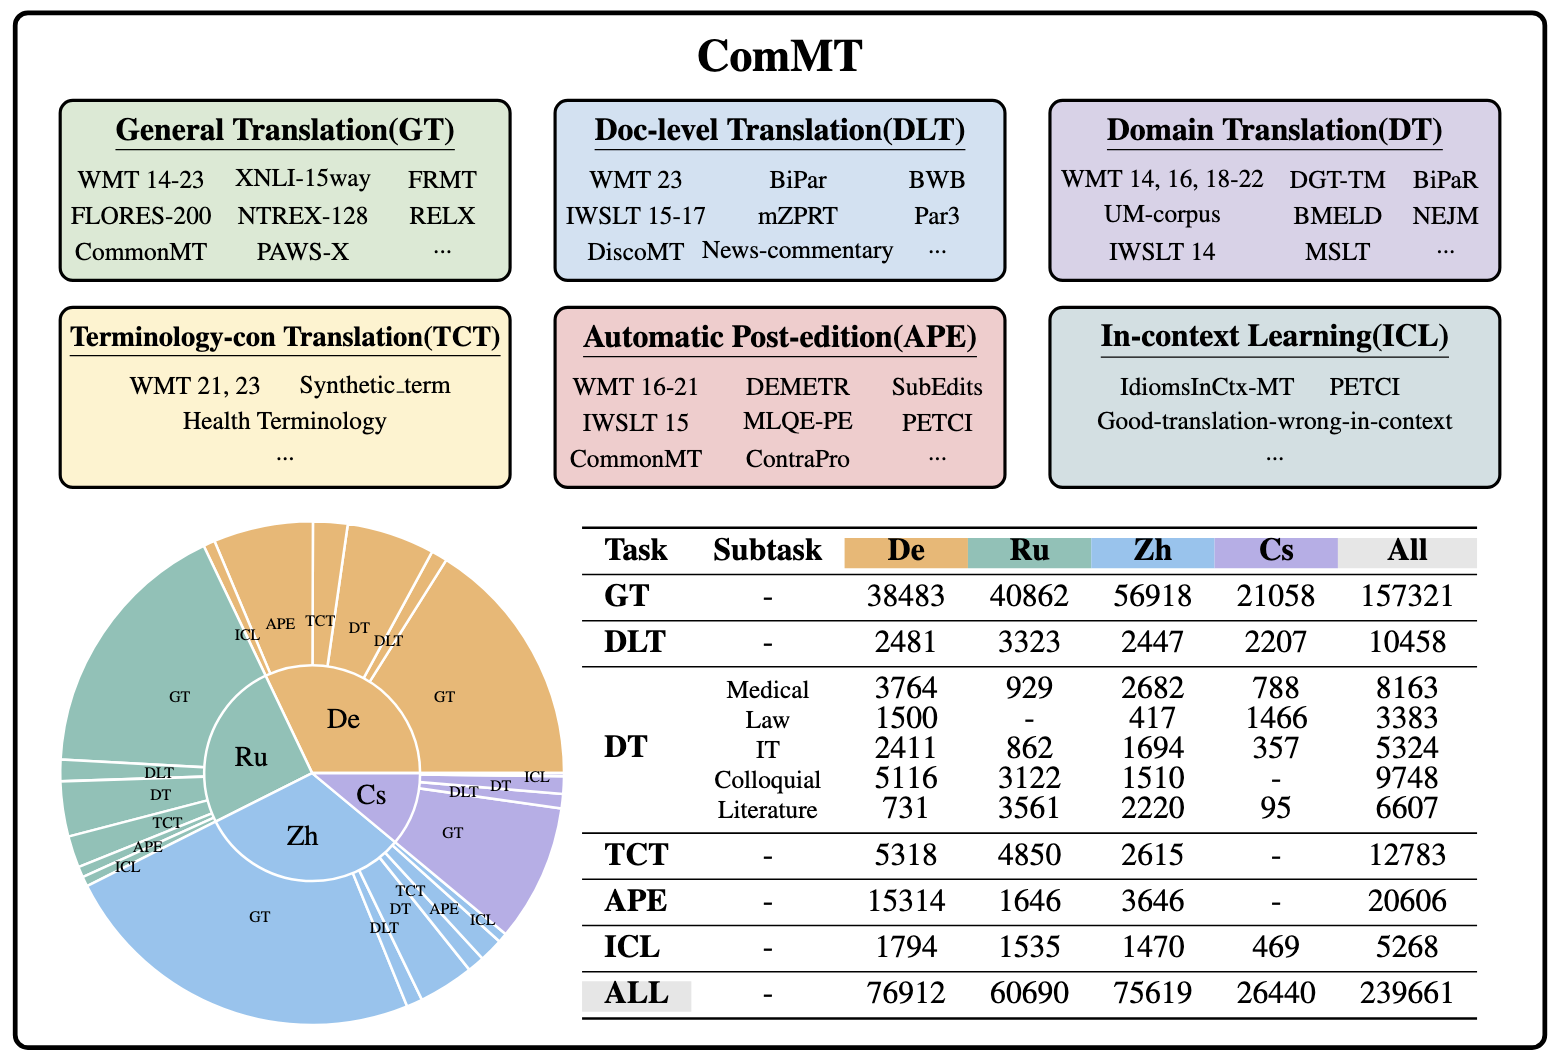 ComMT
General Translation(GT)
WMT 14-23 XNLI-15way FRMT
FLORES-200 NTREX-128 RELX
CommonMT PAWS-X ...
Doc-level Translation(DLT)
WMT 23 BiPar BWB
IWSLT 15-17 mZPRT Par3
DiscoMT News-commentary ...
Domain Translation(DT)
WMT 14, 16, 18-22 DGT-TM BiPaR
UM-corpus BMELD NEJM
IWSLT 14 MSLT ...
Terminology-con Translation(TCT)
WMT 21, 23 Synthetic_term
Health Terminology
...
Automatic Post-edition(APE)
WMT 16-21 DEMETR SubEdits
IWSLT 15 MLQE-PE PETCI
CommonMT ContraPro ...
In-context Learning(ICL)
IdiomsInCtx-MT PETCI
Good-translation-wrong-in-context
...
De
GT
DLT
DT
TCT
APE
ICL
Ru
GT
DLT
DT
TCT
APE
ICL
Zh
GT
DLT
DT
TCT
APE
ICL
Cs
GT
DLT
DT
ICL
Task Subtask De Ru Zh Cs All
GT - 38483 40862 56918 21058 157321
DLT - 2481 3323 2447 2207 10458
DT
Medical 3764 929 2682 788 8163
Law 1500 - 417 1466 3383
IT 2411 862 1694 357 5324
Colloquial 5116 3122 1510 - 9748
Literature 731 3561 2220 95 6607
TCT - 5318 4850 2615 - 12783
APE - 15314 1646 3646 - 20606
ICL - 1794 1535 1470 469 5268
ALL - 76912 60690 75619 26440 239661